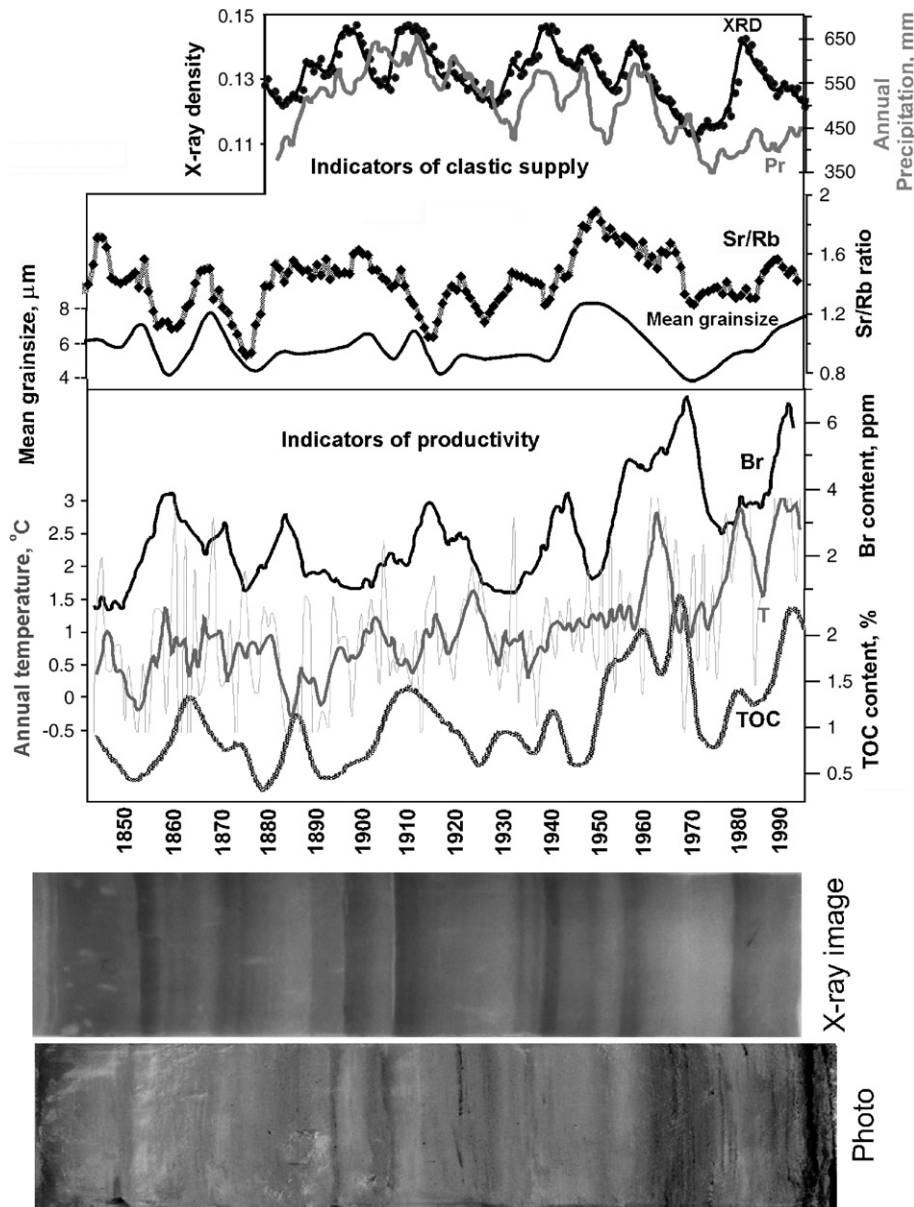 0.15
0.13
0.11
X-ray density
XRD
650
550
450
350
Annual
Precipitation, mm
Pr
Indicators of clastic supply
2
1.6
1.2
0.8
Sr/Rb ratio
Sr/Rb
Mean grainsize
8
6
4
Mean grainsize, μm
Indicators of productivity
6
4
2
Br content, ppm
Br
3
2.5
2
1.5
1
0.5
0
-0.5
Annual temperature, °C
T
2
1.5
1
0.5
TOC content, %
TOC
1850
1860
1870
1880
1890
1900
1910
1920
1930
1940
1950
1960
1970
1980
1990
X-ray image
Photo